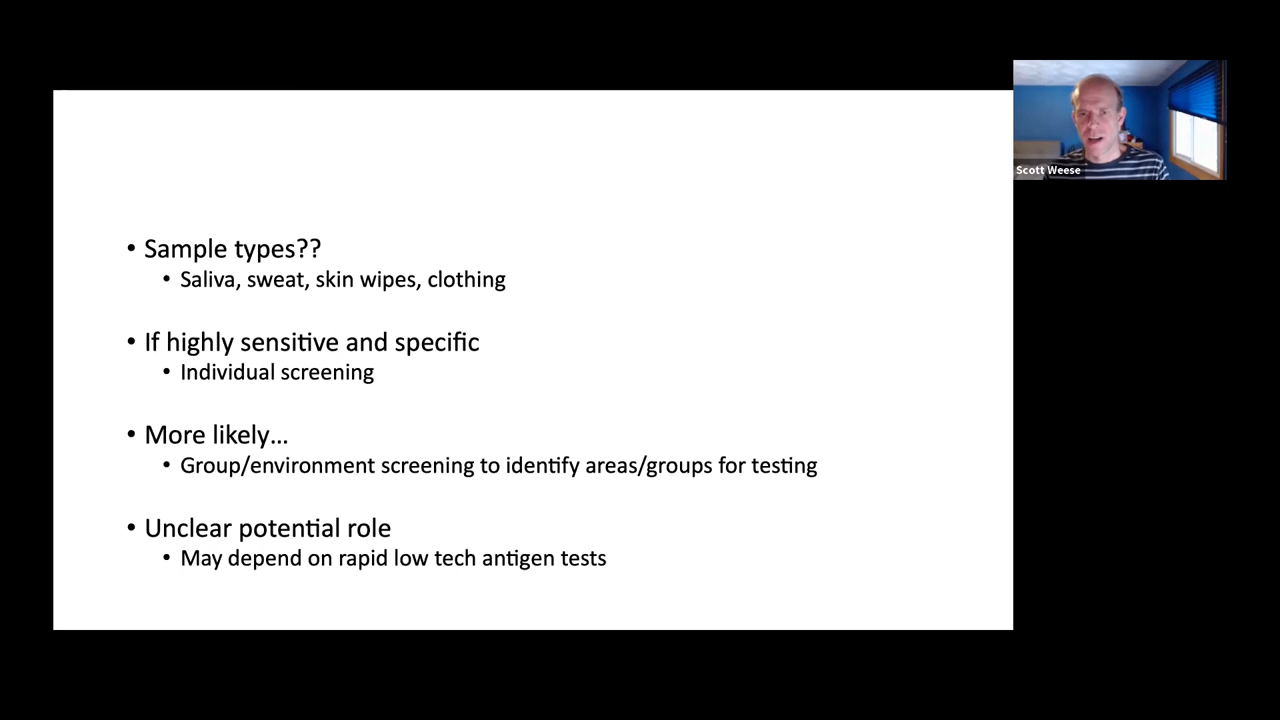 • Sample types??
• Saliva, sweat, skin wipes, clothing
• If highly sensitive and specific
• Individual screening
• More likely...
• Group/environment screening to identify areas/groups for testing
• Unclear potential role
• May depend on rapid low tech antigen tests
Scott Weese